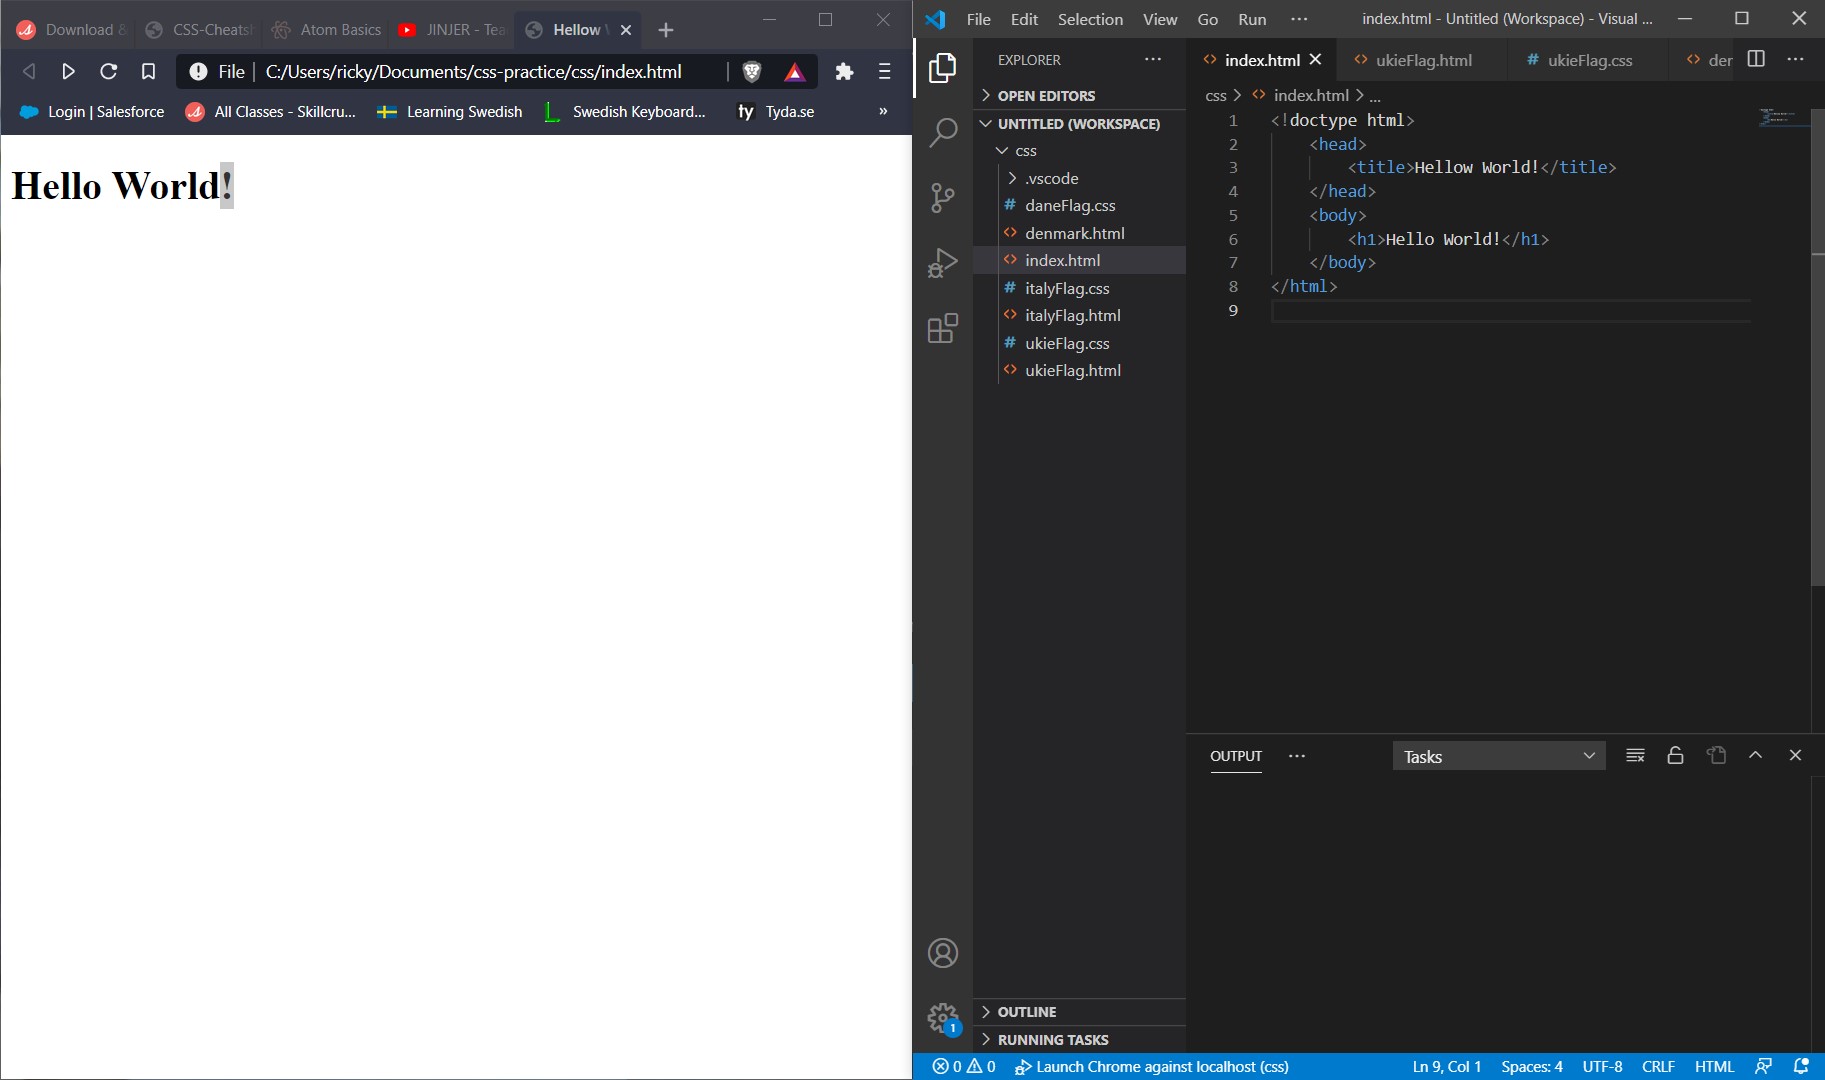 Download &
CSS-Cheats
Atom Basics
JINJER - Tea
Hellow
File
C:/Users/ricky/Documents/css-practice/css/index.html
Login | Salesforce
All Classes - Skillcru...
Learning Swedish
Swedish Keyboard...
ty Tyda.se
»
Hello World!
File Edit Selection View Go Run ···
index.html - Untitled (Workspace) - Visual ...
EXPLORER
OPEN EDITORS
UNTITLED (WORKSPACE)
css
.vscode
# daneFlag.css
<> denmark.html
<> index.html
# italyFlag.css
<> italyFlag.html
# ukieFlag.css
<> ukieFlag.html
OUTLINE
RUNNING TASKS
<> index.html
<> ukieFlag.html
# ukieFlag.css
<> der
css > <> index.html > ...
1 <!doctype html>
2 <head>
3 <title>Hellow World!</title>
4 </head>
5 <body>
6 <h1>Hello World!</h1>
7 </body>
8 </html>
9
OUTPUT ···
Tasks
1
0 0 Launch Chrome against localhost (css)
Ln 9, Col 1 Spaces: 4 UTF-8 CRLF HTML